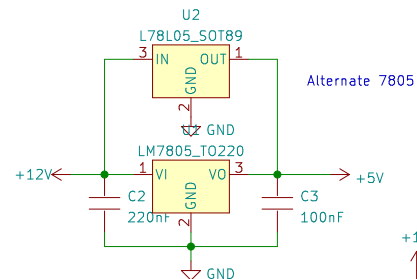 U2
L78L05_SOT89
3 IN OUT 1
GND
2
Alternate 7805
U1 GND
LM7805_TO220
+12V 1 VI VO 3 +5V
GND
2
C2 C3
220nF 100nF
GND